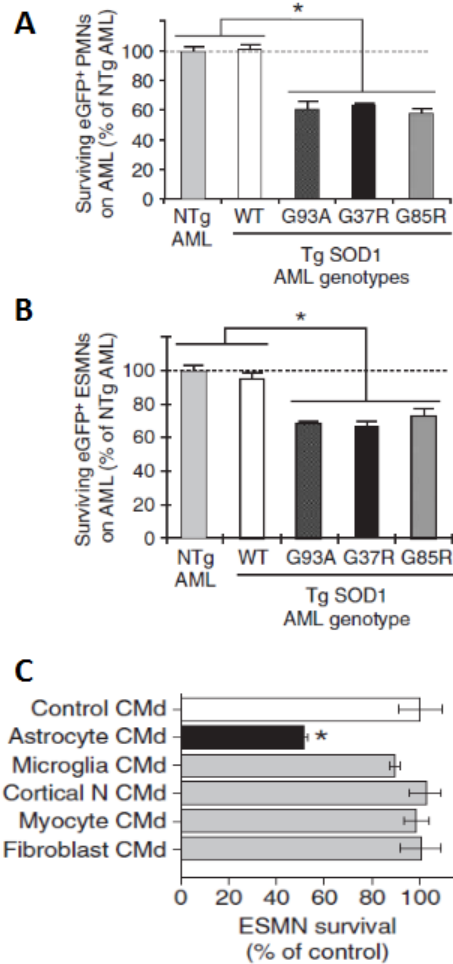 A
Surviving eGFP+ PMNs
on AML (% of NTg AML)
120
100
80
60
40
20
0
*
NTg
AML
WT
G93A
G37R
G85R
Tg SOD1
AML genotypes
B
Surviving eGFP+ ESMNs
on AML (% of NTg AML)
100
80
60
40
20
0
*
NTg
AML
WT
G93A
G37R
G85R
Tg SOD1
AML genotype
C
Control CMd
Astrocyte CMd
*
Microglia CMd
Cortical N CMd
Myocyte CMd
Fibroblast CMd
0 20 40 60 80 100
ESMN survival
(% of control)